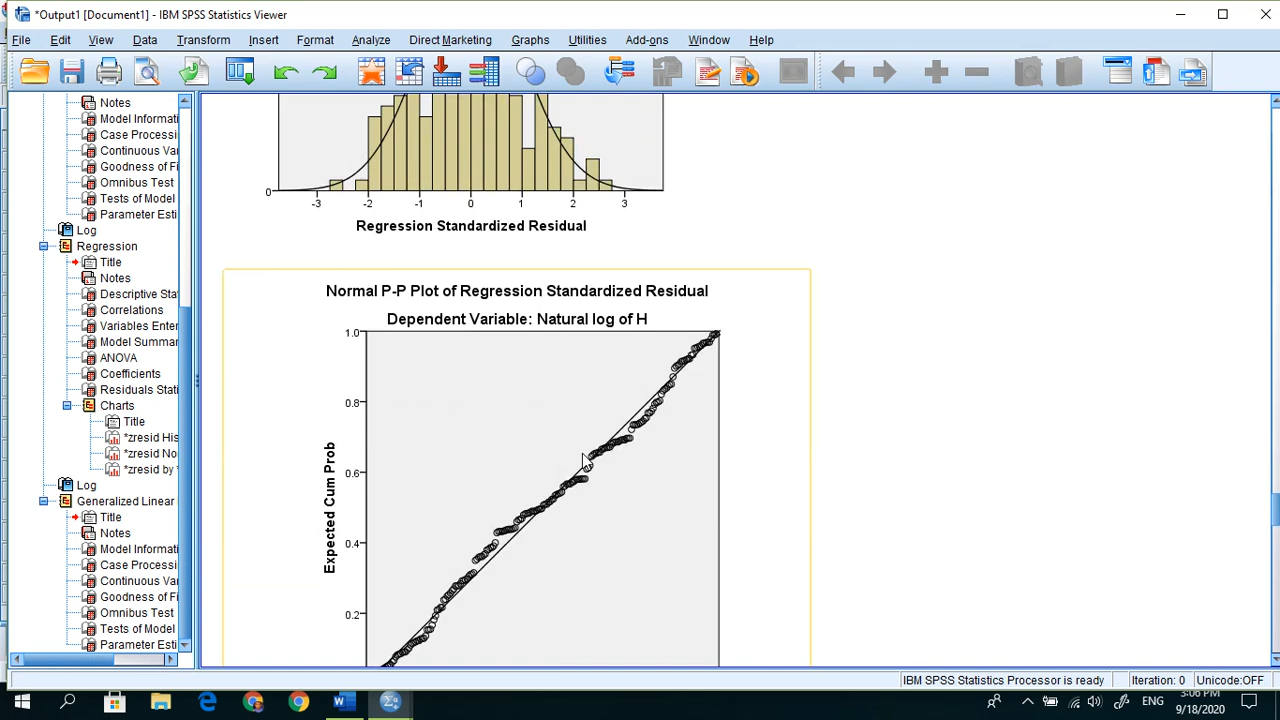 *Output1 [Document1] - IBM SPSS Statistics Viewer
File Edit View Data Transform Insert Format Analyze Direct Marketing Graphs Utilities Add-ons Window Help
Notes
Model Informati
Case Processi
Continuous Var
Goodness of Fi
Omnibus Test
Tests of Model
Parameter Esti
Log
Regression
Title
Notes
Descriptive Sta
Correlations
Variables Enter
Model Summar
ANOVA
Coefficients
Residuals Stati
Charts
Title
*zresid His
*zresid No
*zresid by *
Log
Generalized Linear
Title
Notes
Model Informati
Case Processi
Continuous Va
Goodness of Fi
Omnibus Test
Tests of Model
Parameter Esti
0
-3 -2 -1 0 1 2 3
Regression Standardized Residual
Normal P-P Plot of Regression Standardized Residual
Dependent Variable: Natural log of H
1.0
0.8
0.6
0.4
0.2
Expected Cum Prob
IBM SPSS Statistics Processor is ready Iteration: 0 Unicode:OFF
ENG
3:06 PM
9/18/2020